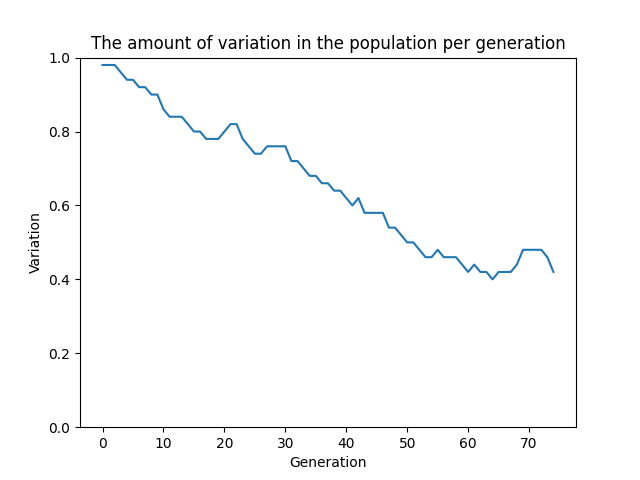 The amount of variation in the population per generation
1.0
0.8
0.6
0.4
0.2
0.0
Variation
0 10 20 30 40 50 60 70
Generation